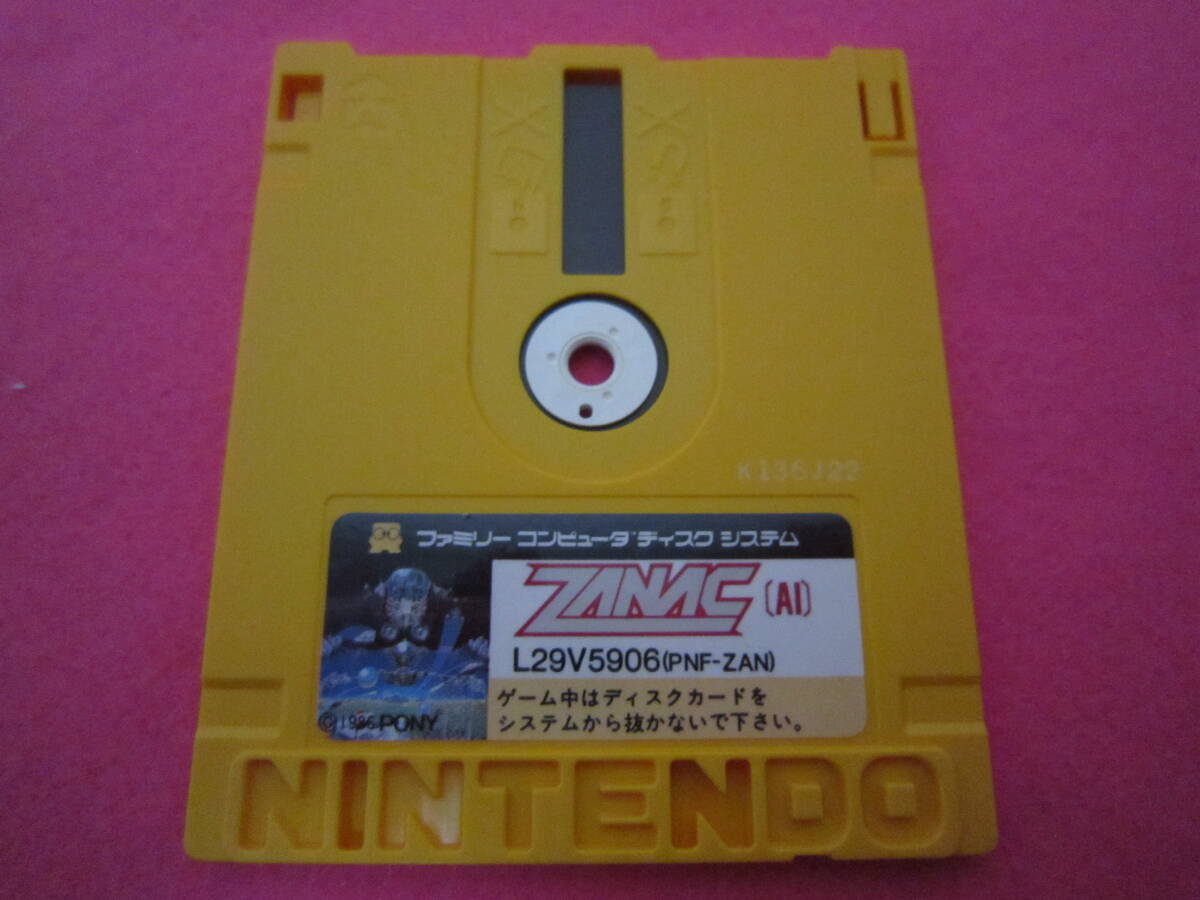 K136J22
ファミリー コンピュータ ディスク システム
ZANAC [AI]
L29V5906(PNF-ZAN)
ゲーム中はディスクカードを
システムから抜かないで下さい。
©1986 PONY
NINTENDO